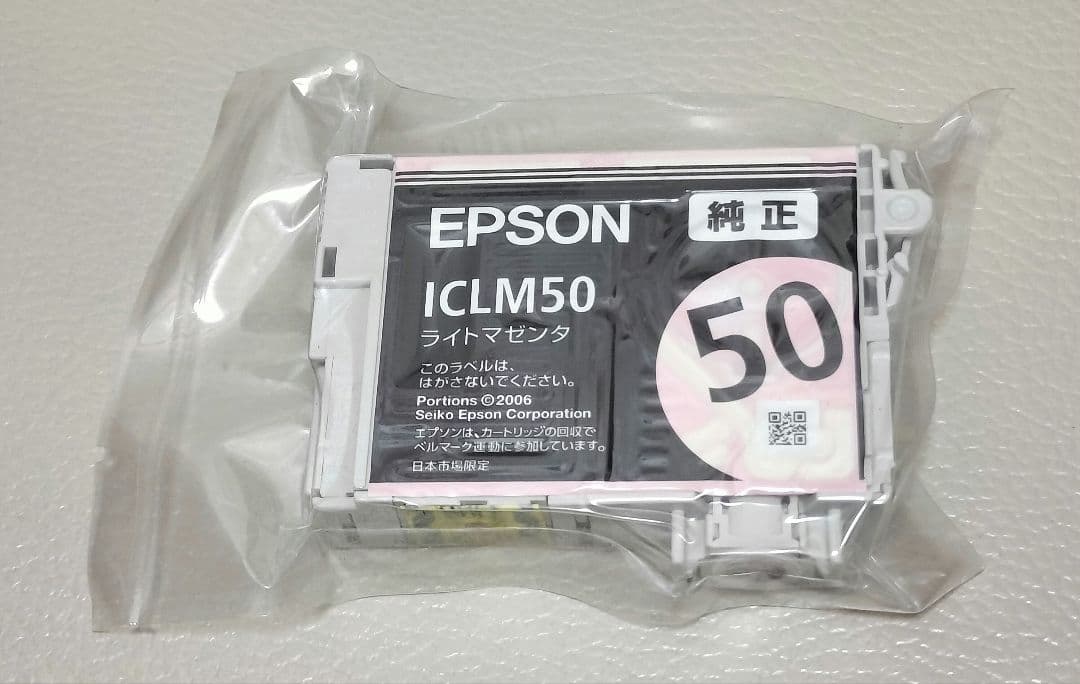 EPSON
純正
ICLM50
ライトマゼンタ
50
このラベルは、
はがさないでください。
Portions ©2006
Seiko Epson Corporation
エプソンは、カートリッジの回収で
ベルマーク運動に参加しています。
日本市場限定